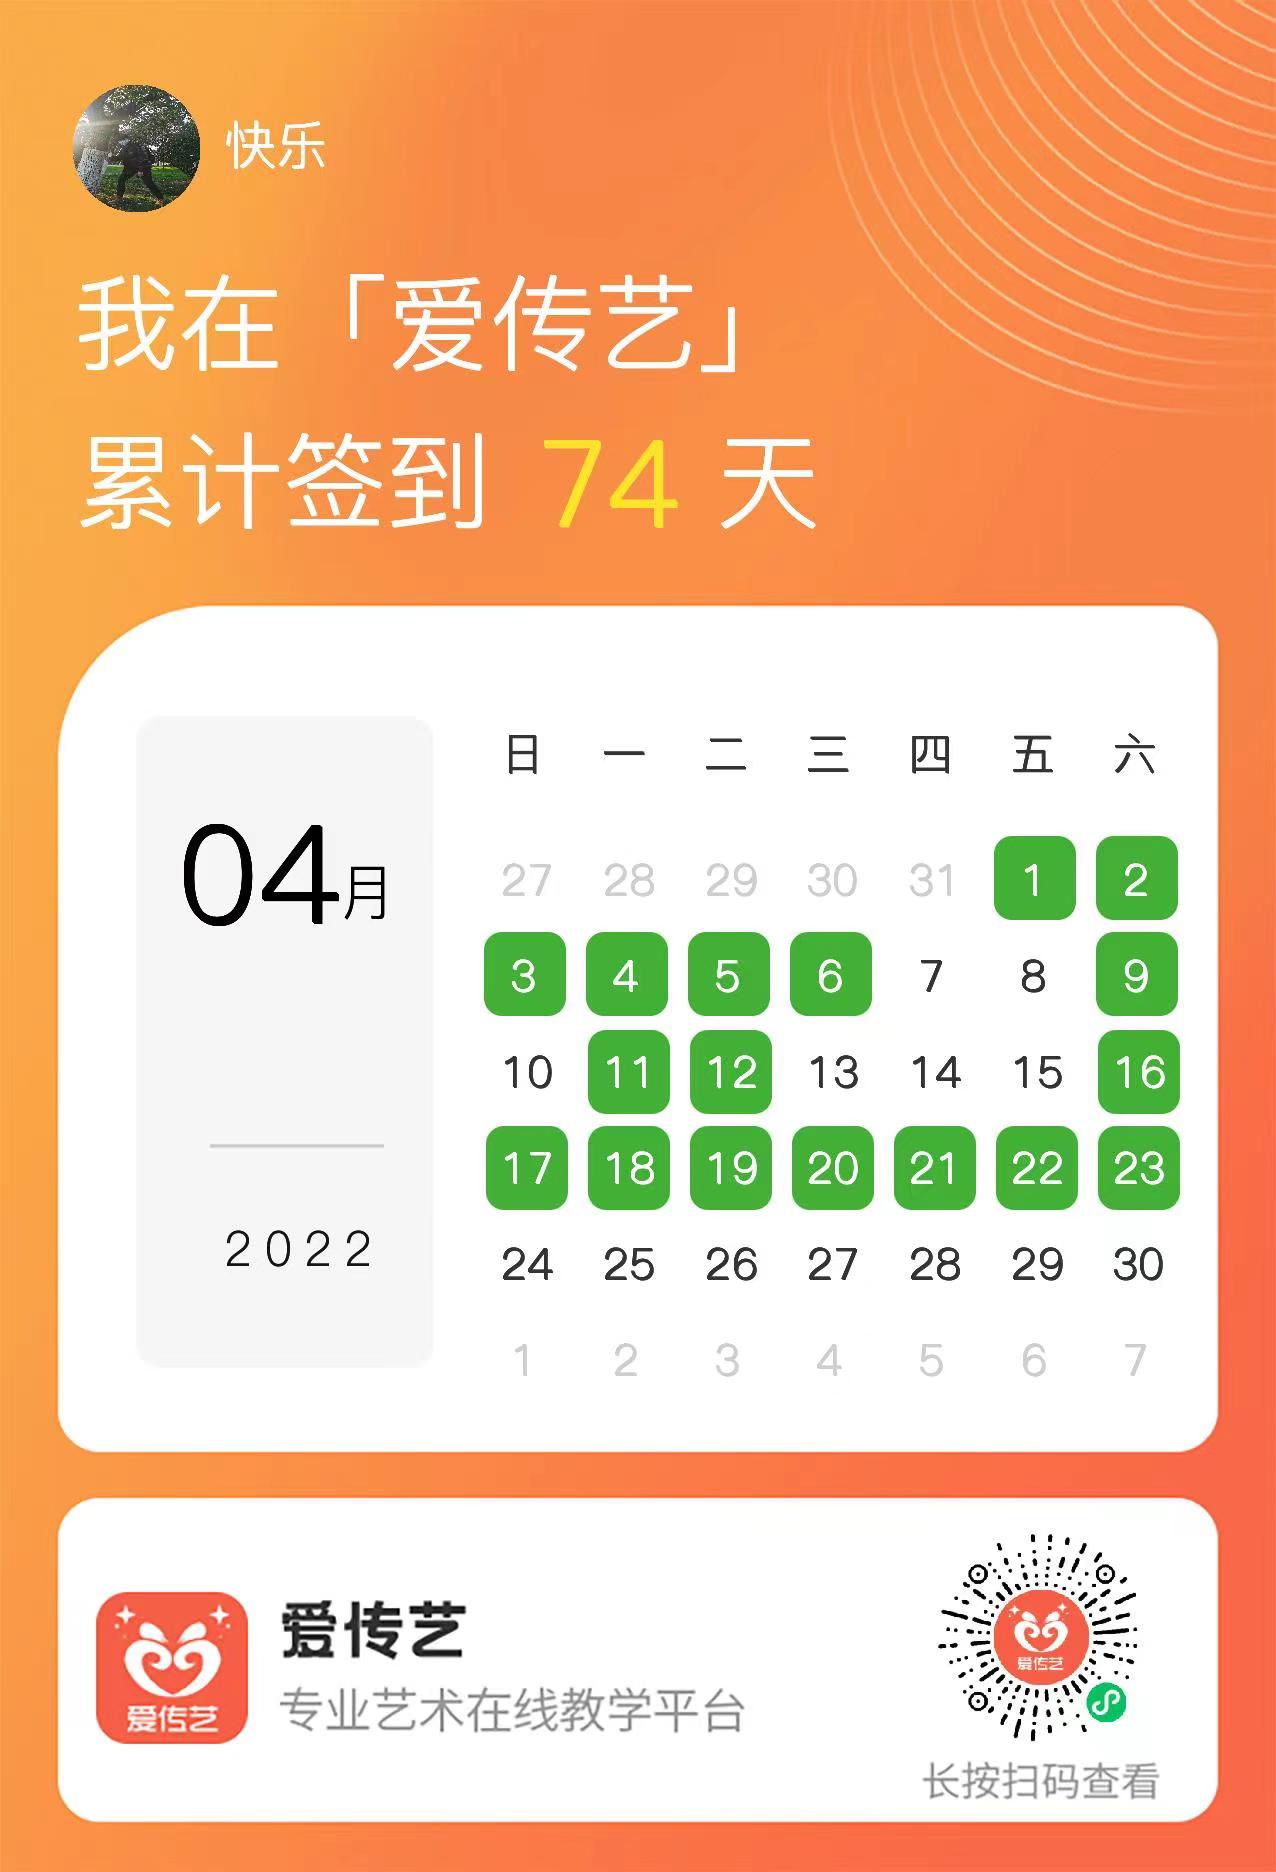 快乐
我在「爱传艺」
累计签到 74 天
04月
2022
日 一 二 三 四 五 六
27 28 29 30 31 1 2
3 4 5 6 7 8 9
10 11 12 13 14 15 16
17 18 19 20 21 22 23
24 25 26 27 28 29 30
1 2 3 4 5 6 7
爱传艺
爱传艺
专业艺术在线教学平台
爱传艺
长按扫码查看